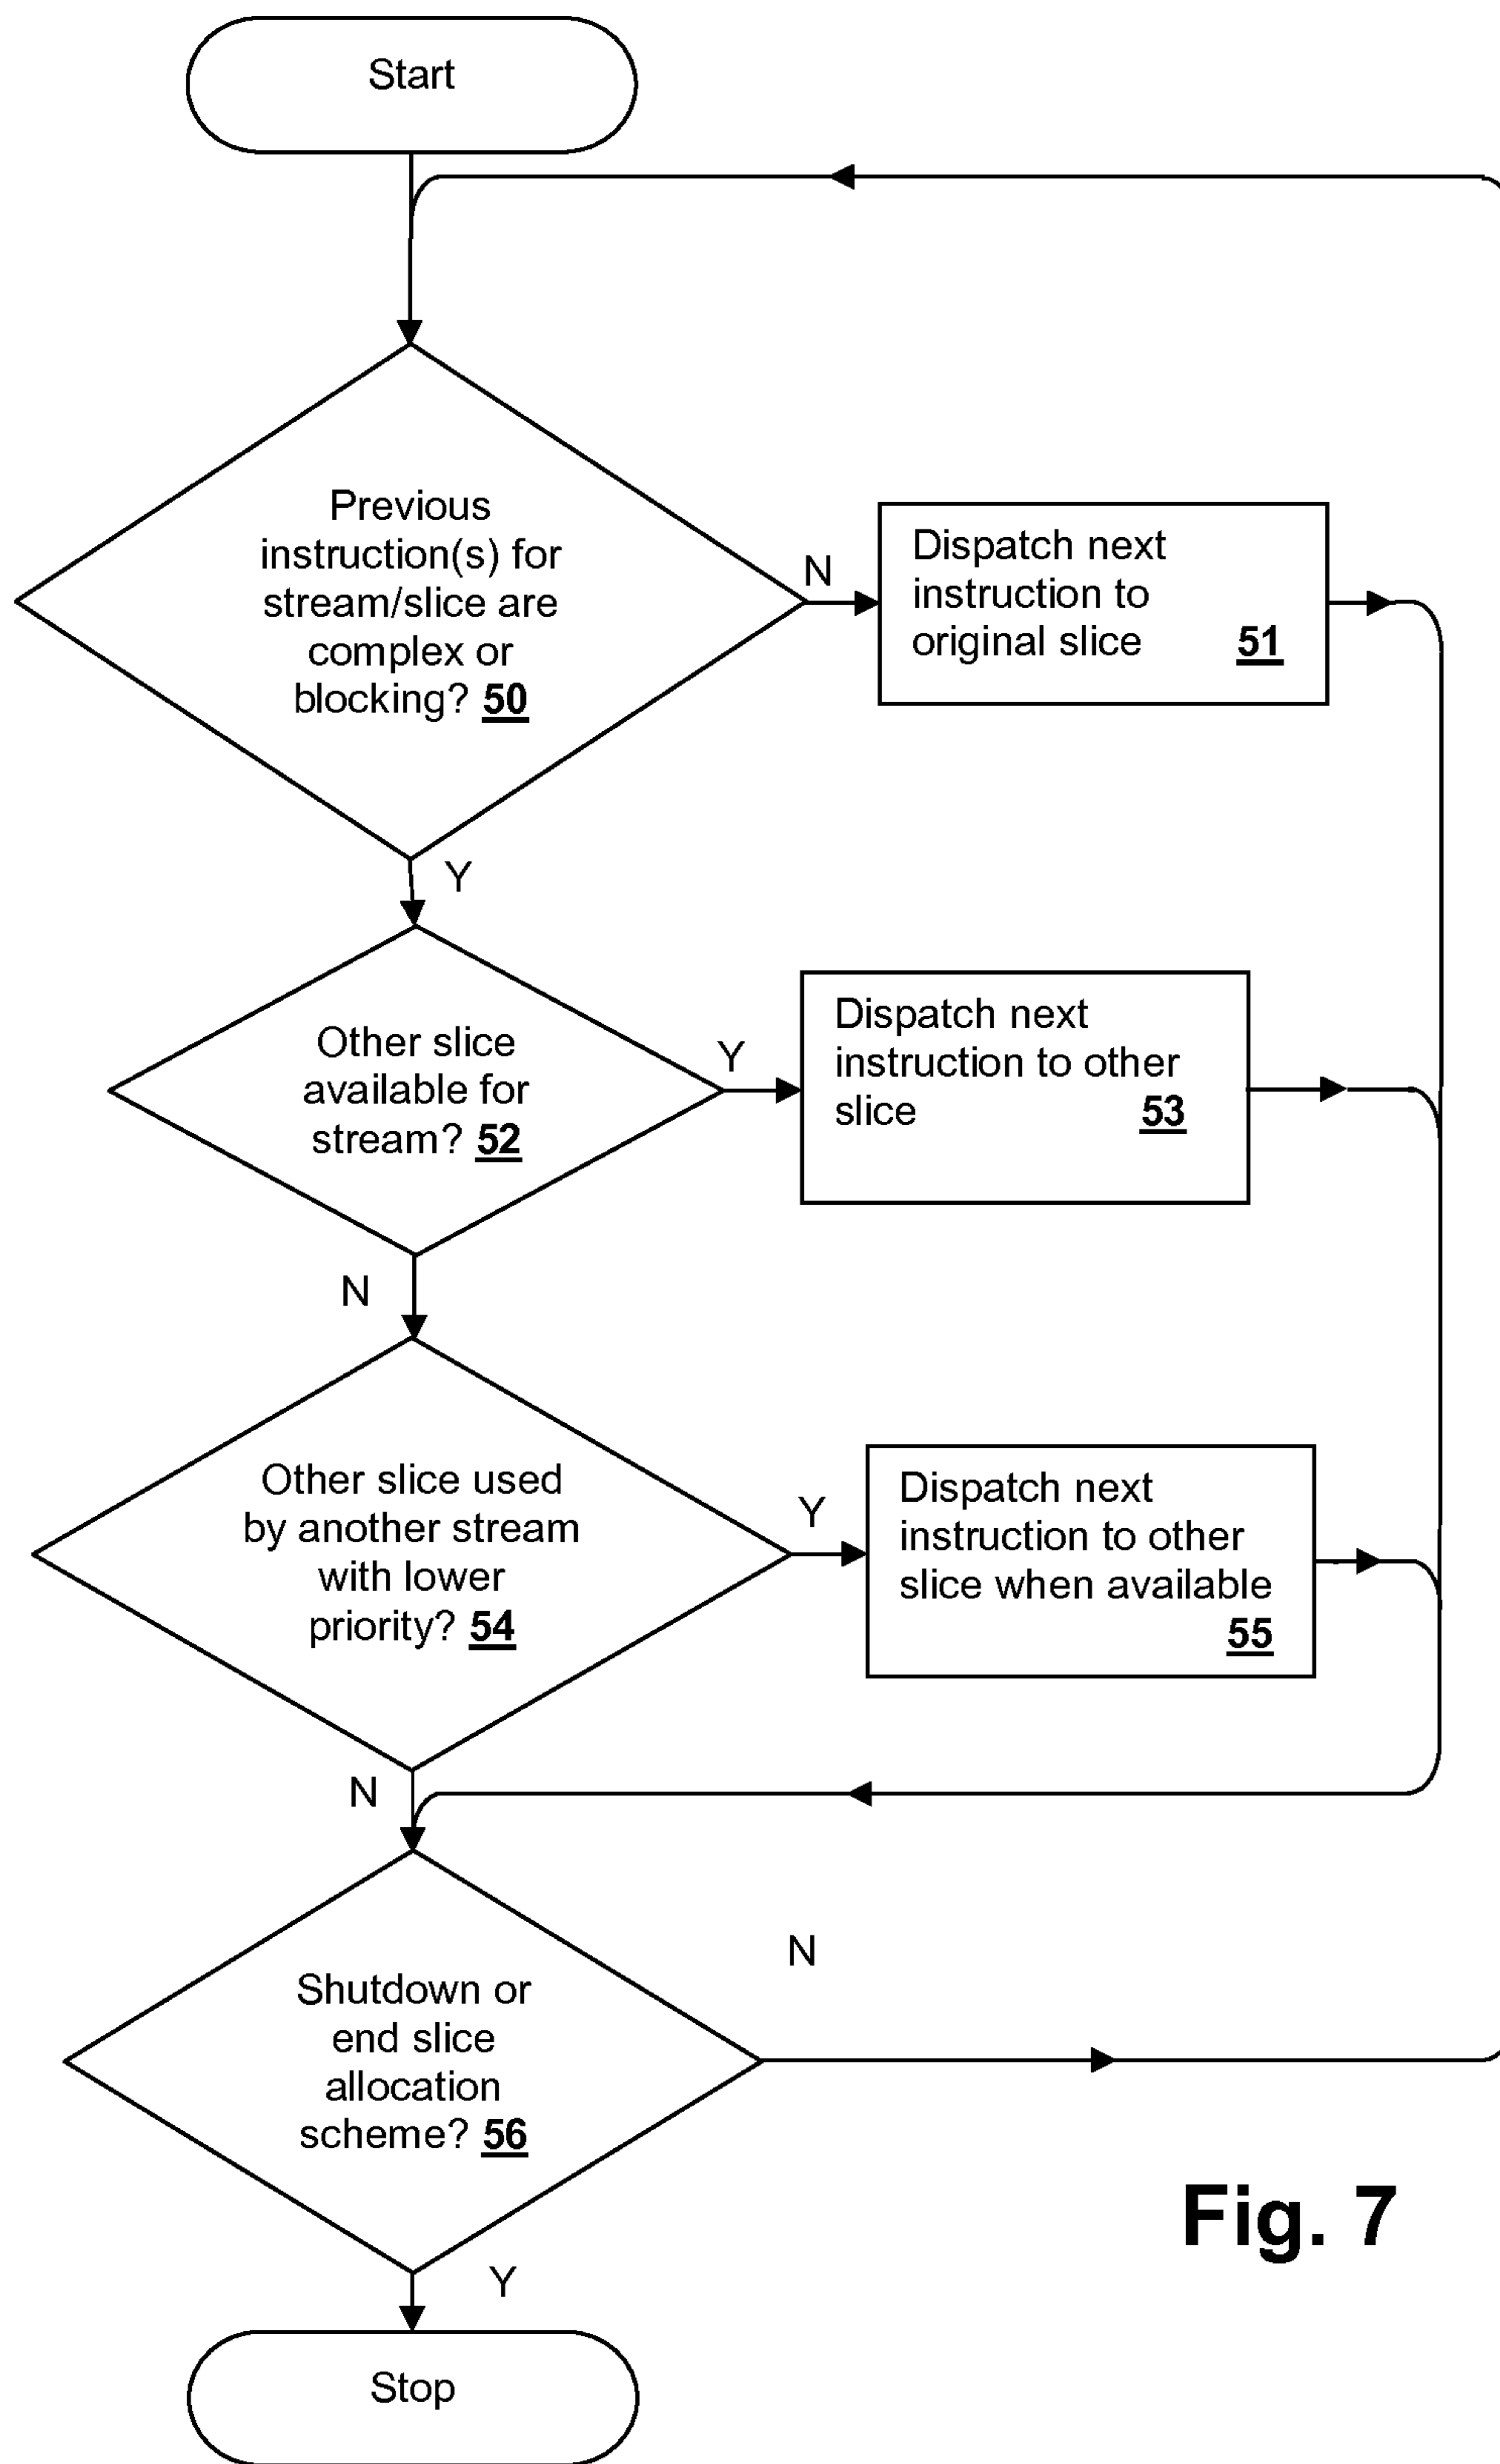 Start
Previous
instruction(s) for
stream/slice are
complex or
blocking? 50
N
Dispatch next
instruction to
original slice 51
Y
Other slice
available for
stream? 52
Y
Dispatch next
instruction to other
slice 53
N
Other slice used
by another stream
with lower
priority? 54
Y
Dispatch next
instruction to other
slice when available
55
N
Shutdown or
end slice
allocation
scheme? 56
N
Y
Stop
Fig. 7